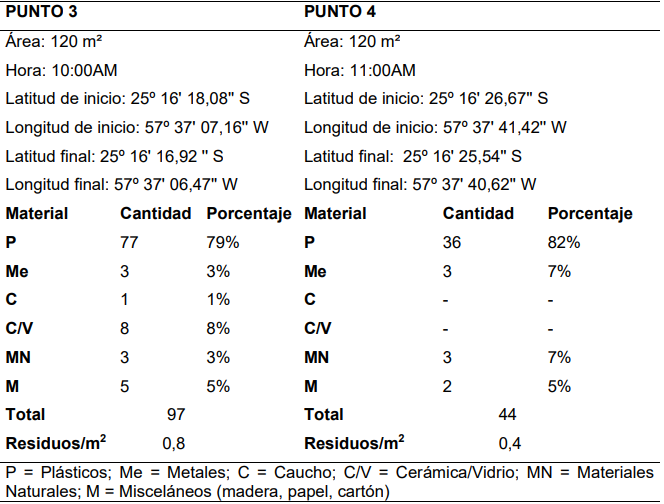 PUNTO 3 PUNTO 4
Área: 120 m² Área: 120 m²
Hora: 10:00AM Hora: 11:00AM
Latitud de inicio: 25º 16' 18,08" S Latitud de inicio: 25º 16' 26,67" S
Longitud de inicio: 57º 37' 07,16" W Longitud de inicio: 57º 37' 41,42" W
Latitud final: 25º 16' 16,92 " S Latitud final: 25º 16' 25,54" S
Longitud final: 57º 37' 06,47" W Longitud final: 57º 37' 40,62" W
Material Cantidad Porcentaje Material Cantidad Porcentaje
P 77 79% P 36 82%
Me 3 3% Me 3 7%
C 1 1% C - -
C/V 8 8% C/V - -
MN 3 3% MN 3 7%
M 5 5% M 2 5%
Total 97 Total 44
Residuos/m² 0,8 Residuos/m² 0,4
P = Plásticos; Me = Metales; C = Caucho; C/V = Cerámica/Vidrio; MN = Materiales
Naturales; M = Misceláneos (madera, papel, cartón)